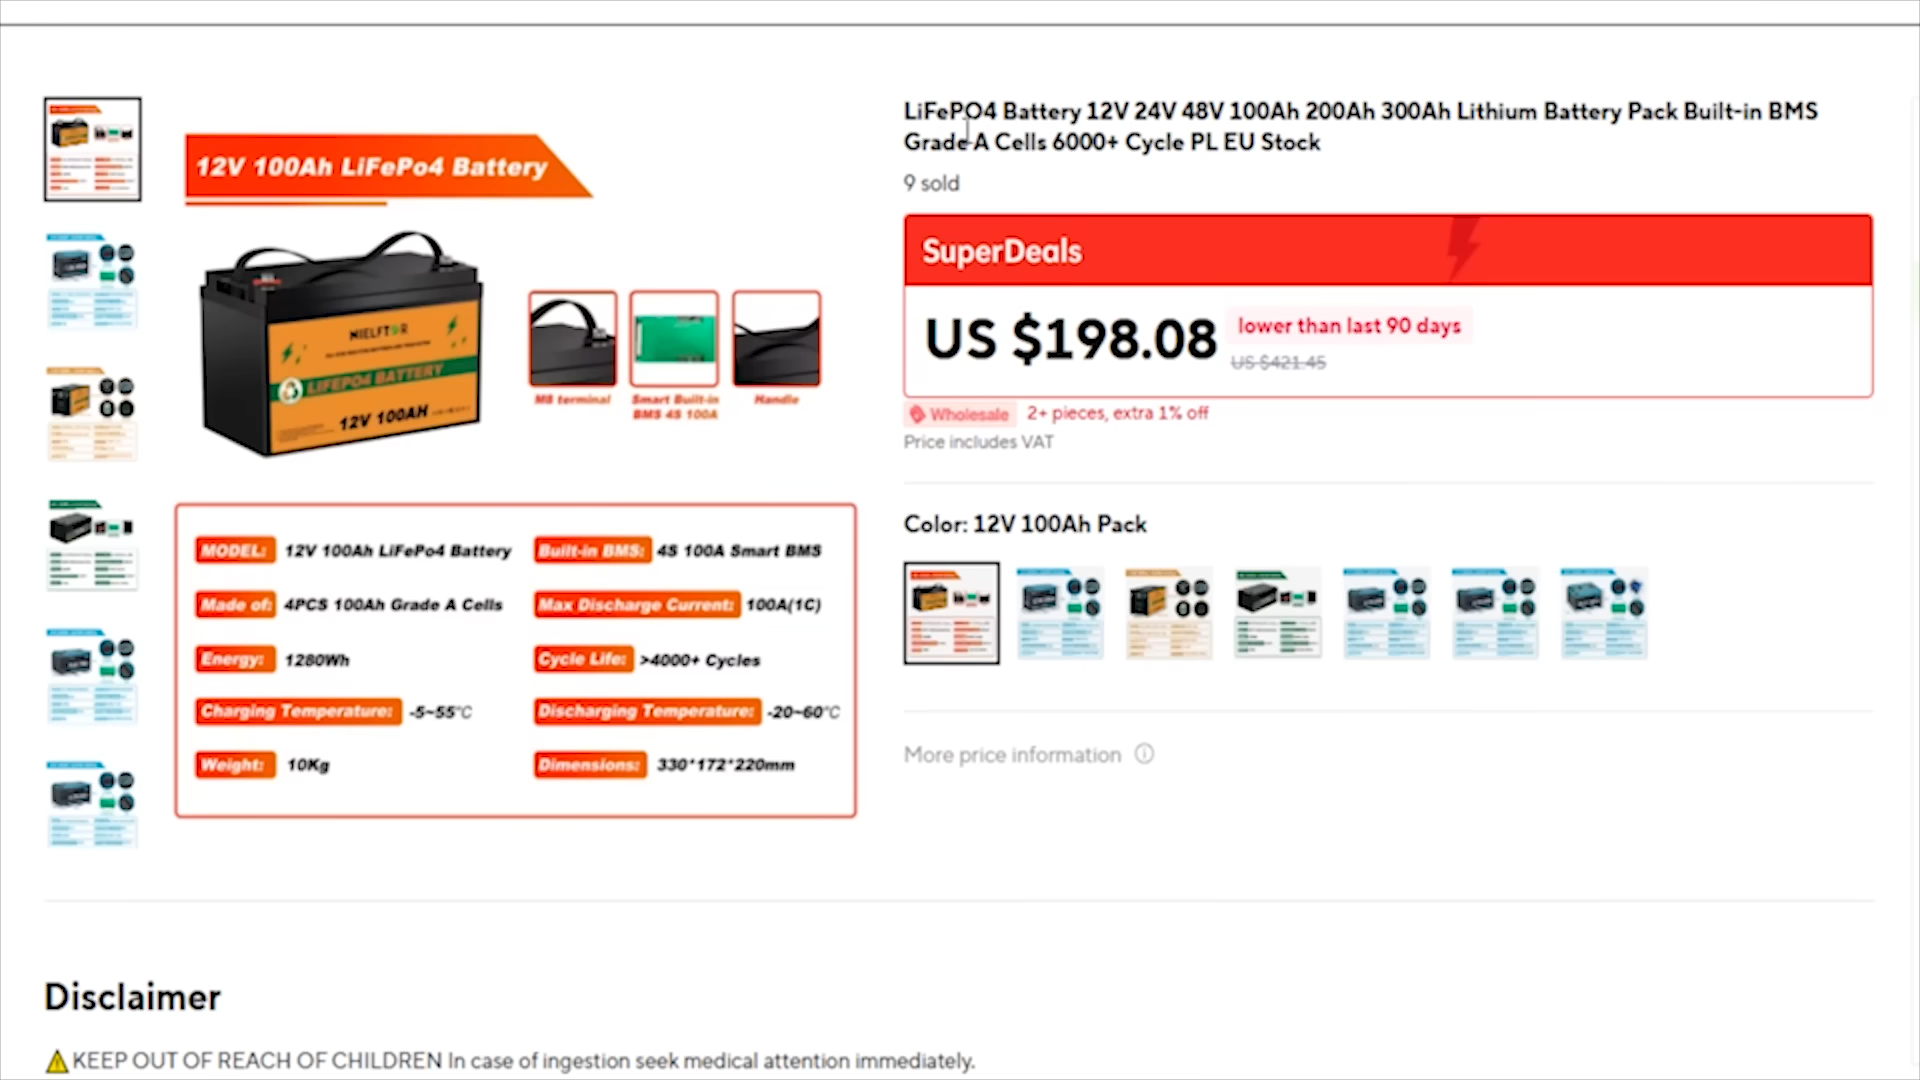 LiFePO4 Battery 12V 24V 48V 100Ah 200Ah 300Ah Lithium Battery Pack Built-in BMS
Grade A Cells 6000+ Cycle PL EU Stock
9 sold
SuperDeals
US $198.08
lower than last 90 days
US $421.45
Wholesale 2+ pieces, extra 1% off
Price includes VAT
Color: 12V 100Ah Pack
More price information
12V 100Ah LiFePo4 Battery
LIFEPO4 BATTERY
12V 100AH
M8 terminal
Smart Built-in
BMS 4S 100A
Handle
MODEL: 12V 100Ah LiFePo4 Battery
Built-in BMS: 4S 100A Smart BMS
Made of: 4PCS 100Ah Grade A Cells
Max Discharge Current: 100A(1C)
Energy: 1280Wh
Cycle Life: >4000+ Cycles
Charging Temperature: -5~55°C
Discharging Temperature: -20~60°C
Weight: 10Kg
Dimensions: 330*172*220mm
Disclaimer
KEEP OUT OF REACH OF CHILDREN In case of ingestion seek medical attention immediately.